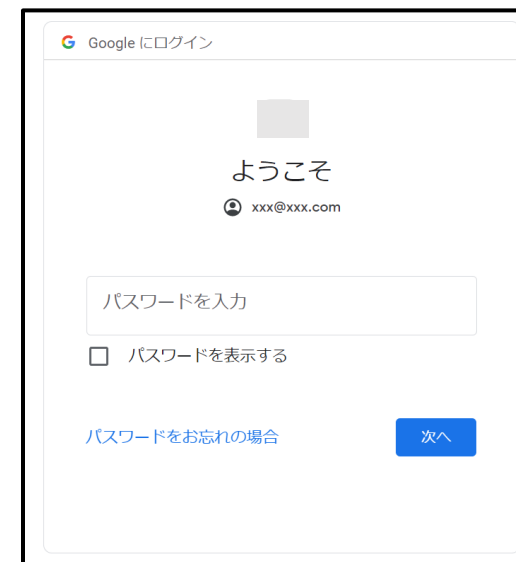 Google にログイン
ようこそ
xxx@xxx.com
パスワードを入力
パスワードを表示する
パスワードをお忘れの場合
次へ